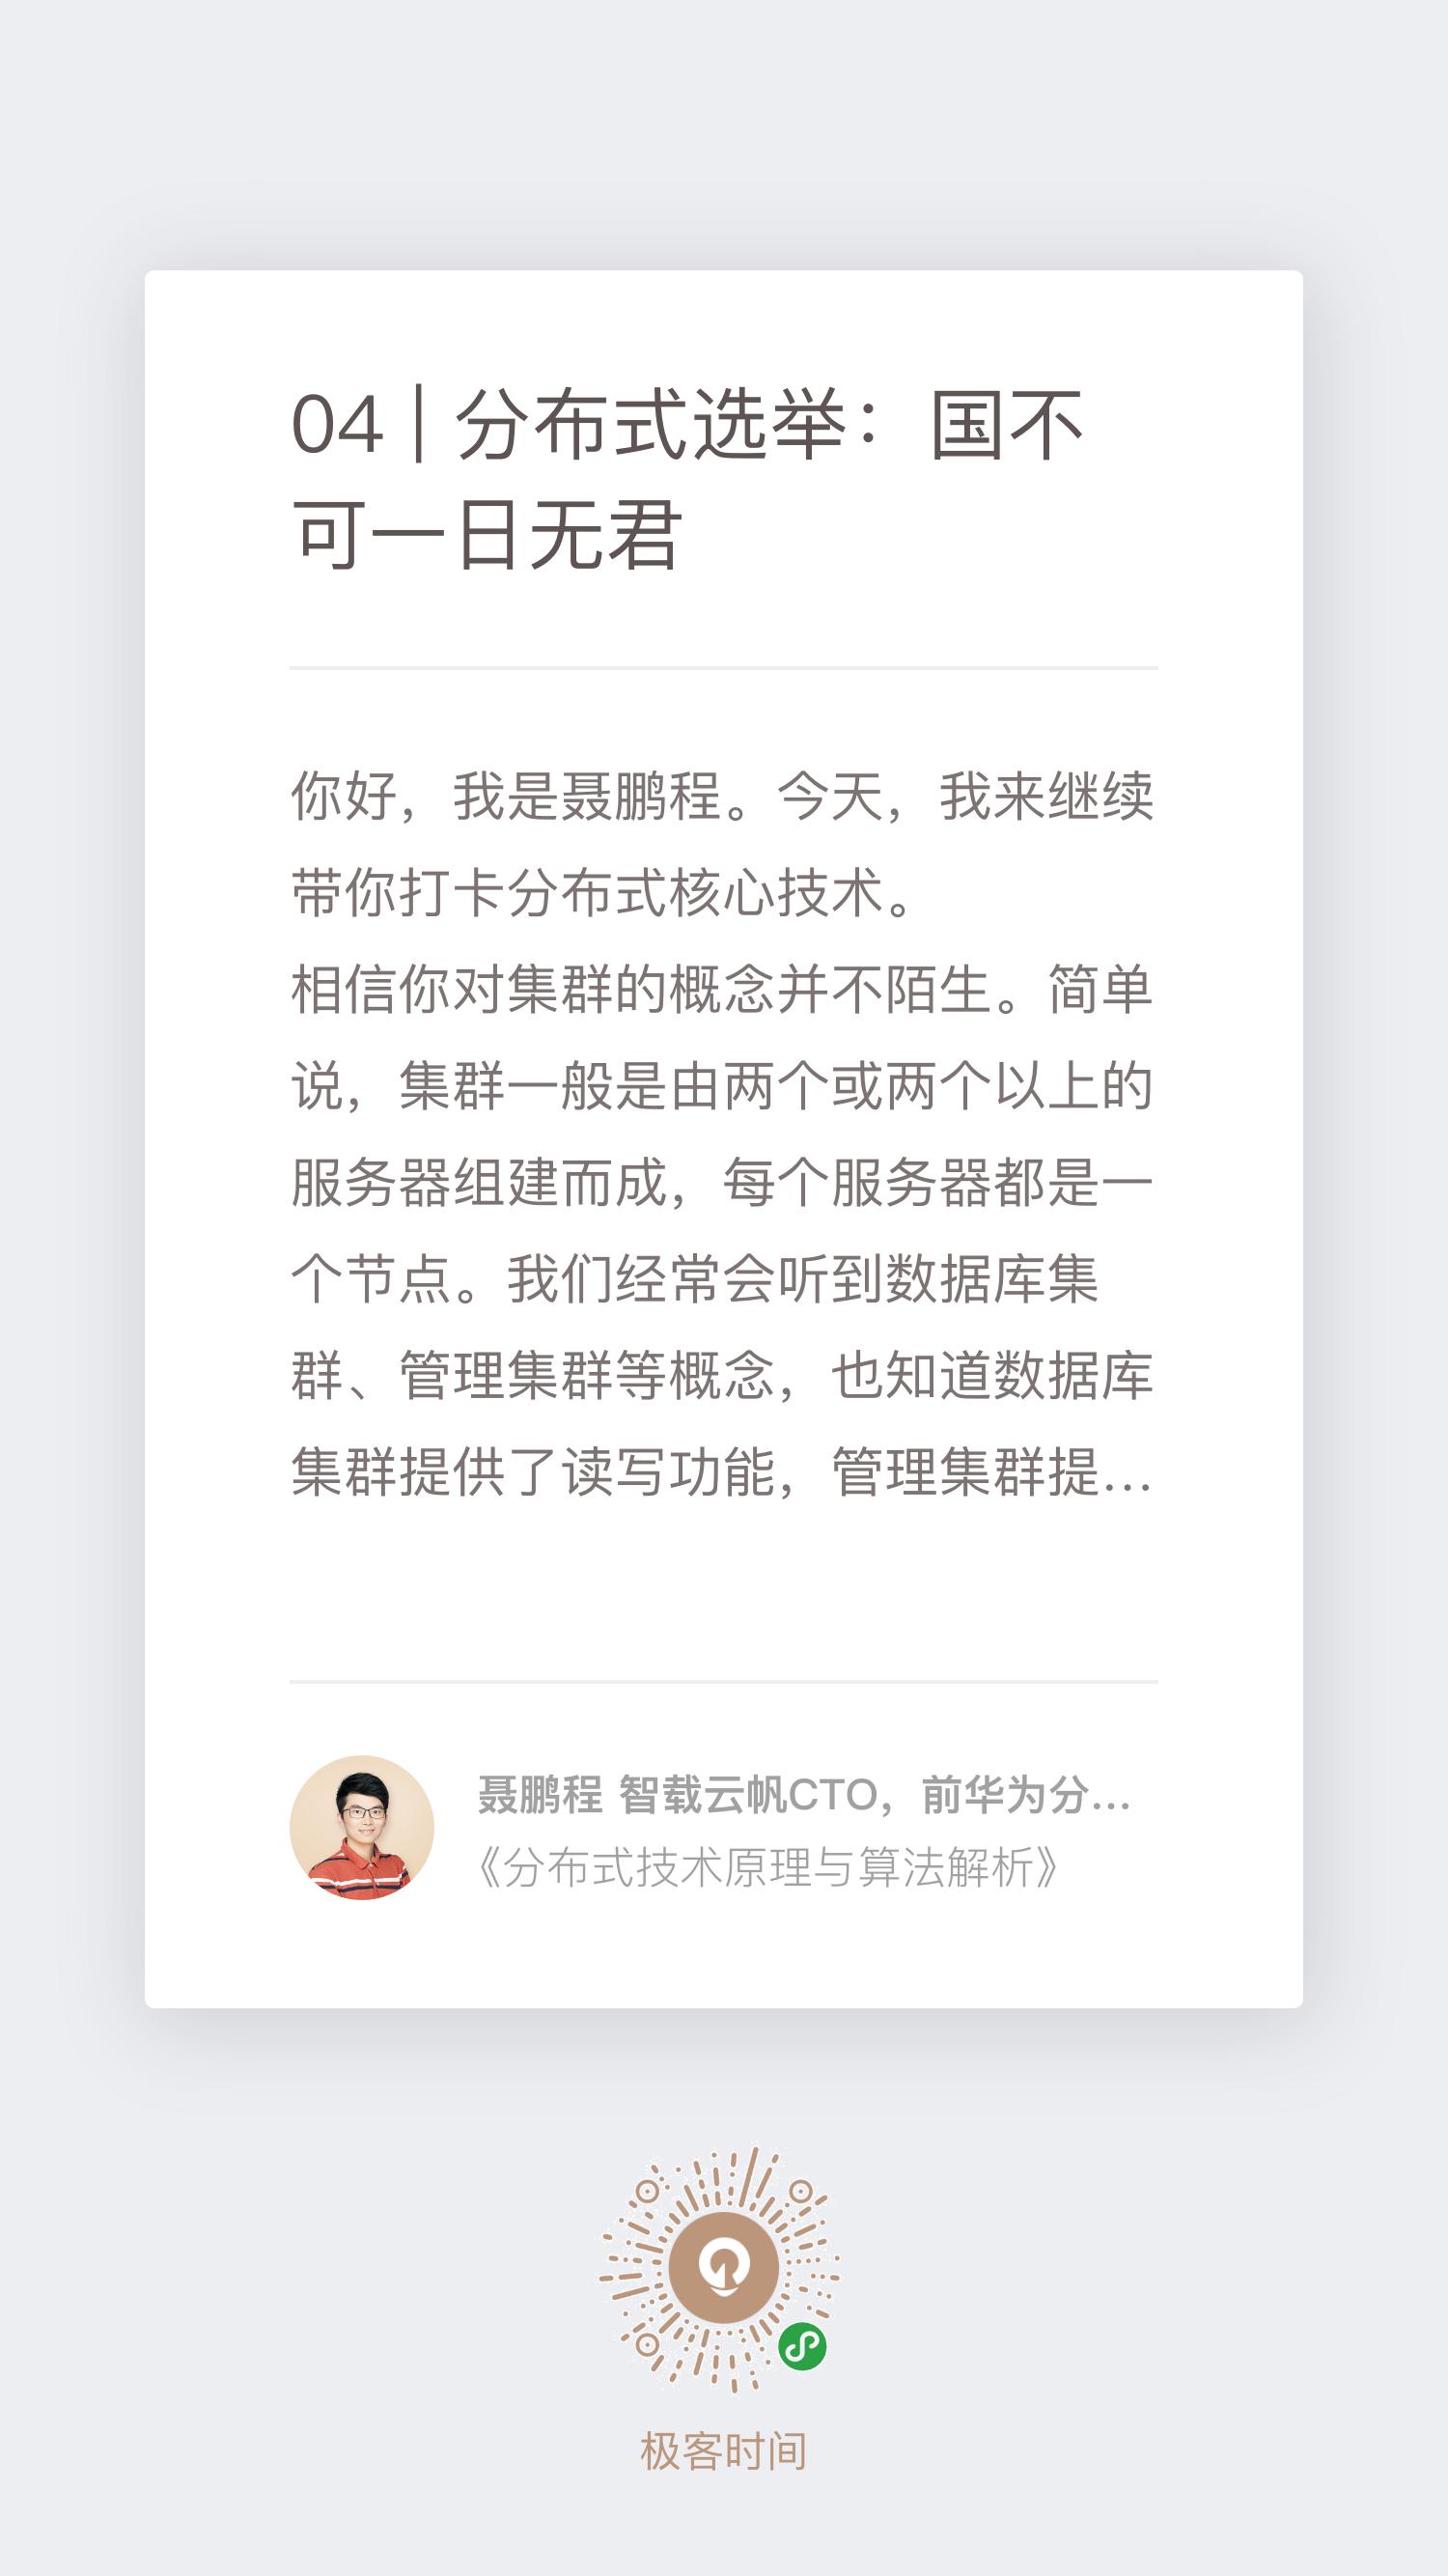 04 | 分布式选举：国不
可一日无君
你好，我是聂鹏程。今天，我来继续
带你打卡分布式核心技术。
相信你对集群的概念并不陌生。简单
说，集群一般是由两个或两个以上的
服务器组建而成，每个服务器都是一
个节点。我们经常会听到数据库集
群、管理集群等概念，也知道数据库
集群提供了读写功能，管理集群提...
聂鹏程 智载云帆CTO，前华为分...
《分布式技术原理与算法解析》
极客时间